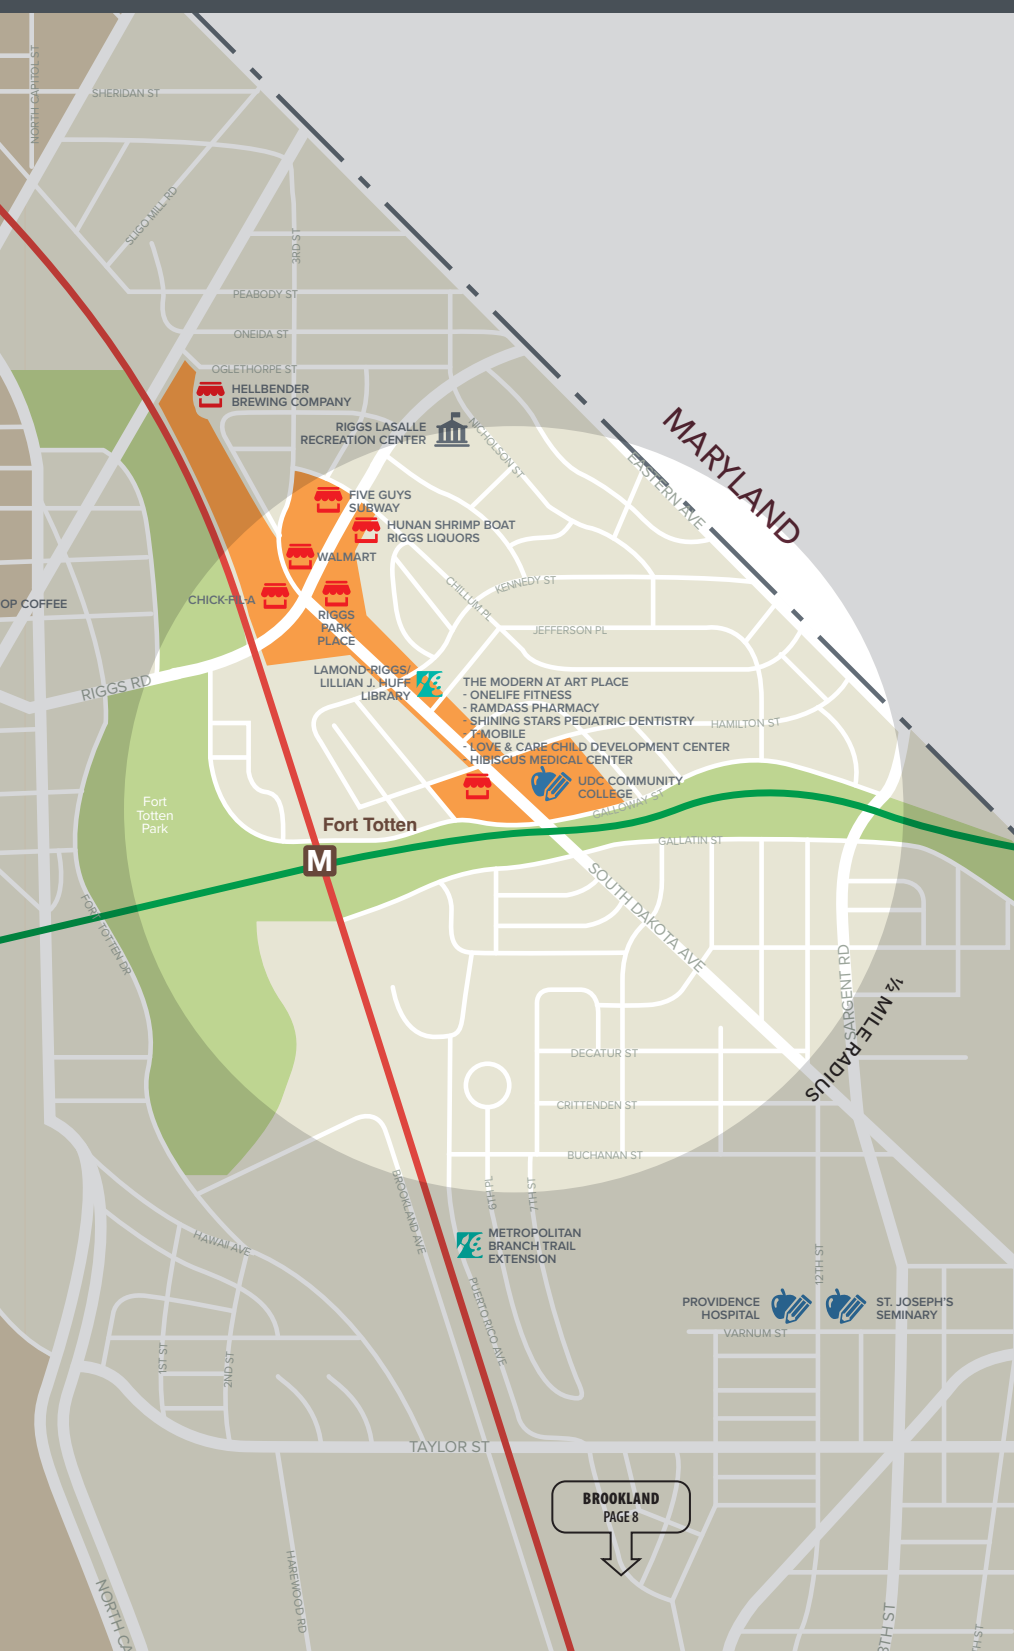 NORTH CAPITOL ST
SHERIDAN ST
SLIGO MILL RD
3RD ST
PEABODY ST
ONEIDA ST
OGLETHORPE ST
HELLBENDER
BREWING COMPANY
RIGGS LASALLE
RECREATION CENTER
NICHOLSON ST
MARYLAND
EASTERN AVE
FIVE GUYS
SUBWAY
HUNAN SHRIMP BOAT
RIGGS LIQUORS
WALMART
CHICK-FIL-A
OP COFFEE
RIGGS
PARK
PLACE
CHILLUM PL
KENNEDY ST
JEFFERSON PL
RIGGS RD
LAMOND-RIGGS/
LILLIAN J. HUFF
LIBRARY
THE MODERN AT ART PLACE
- ONELIFE FITNESS
- RAMDASS PHARMACY
- SHINING STARS PEDIATRIC DENTISTRY
- T-MOBILE
- LOVE & CARE CHILD DEVELOPMENT CENTER
- HIBISCUS MEDICAL CENTER
HAMILTON ST
UDC COMMUNITY
COLLEGE
GALLOWAY ST
Fort
Totten
Park
Fort Totten
M
GALLATIN ST
SOUTH DAKOTA AVE
FORT TOTTEN DR
SARGENT RD
1/2 MILE RADIUS
DECATUR ST
CRITTENDEN ST
BUCHANAN ST
BROOKLAND AVE
6TH PL
7TH ST
HAWAII AVE
METROPOLITAN
BRANCH TRAIL
EXTENSION
PUERTO RICO AVE
12TH ST
PROVIDENCE
HOSPITAL
ST. JOSEPH'S
SEMINARY
VARNUM ST
1ST ST
2ND ST
TAYLOR ST
BROOKLAND
PAGE 8
HAREWOOD RD
NORTH CA
8TH ST
H ST